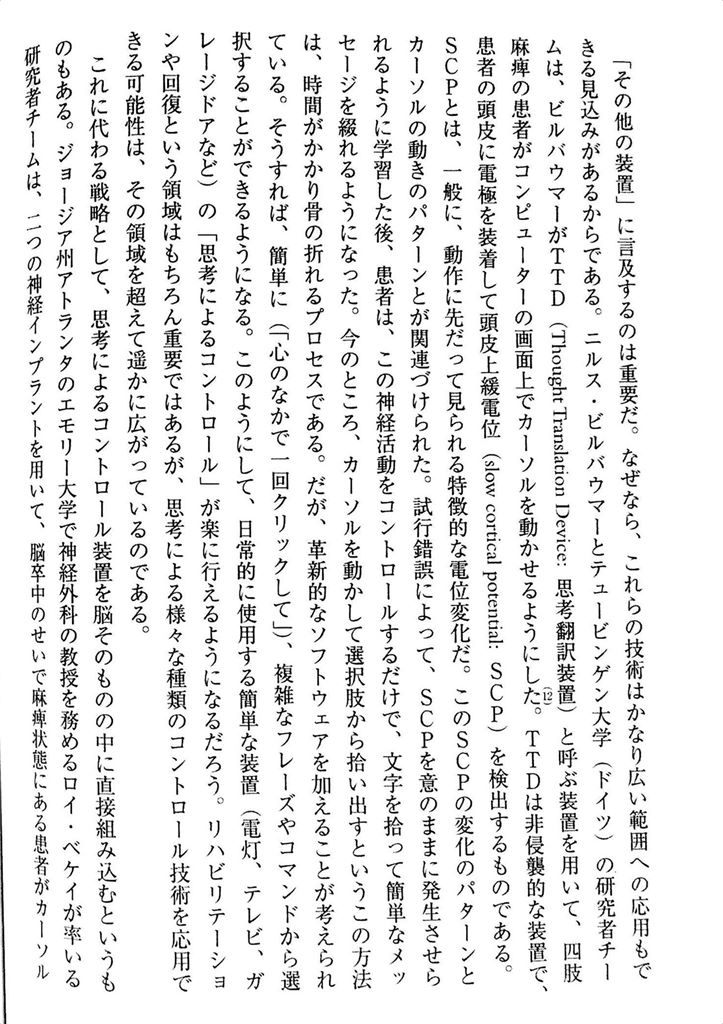 「その他の装置」に言及するのは重要だ。なぜなら、これらの技術はかなり広い範囲への応用もで
きる見込みがあるからである。ニルス・ビルバウマーとテュービンゲン大学（ドイツ）の研究者チー
ムは、ビルバウマーがTTD（Thought Translation Device: 思考翻訳装置）と呼ぶ装置を用いて、四肢
麻痺の患者がコンピューターの画面上でカーソルを動かせるようにした。(12)TTDは非侵襲的な装置で、
患者の頭皮に電極を装着して頭皮上緩電位（slow cortical potential: SCP）を検出するものである。
SCPとは、一般に、動作に先だって見られる特徴的な電位変化だ。このSCPの変化のパターンと
カーソルの動きのパターンとが関連づけられた。試行錯誤によって、SCPを意のままに発生させら
れるように学習した後、患者は、この神経活動をコントロールするだけで、文字を拾って簡単なメッ
セージを綴れるようになった。今のところ、カーソルを動かして選択肢から拾い出すというこの方法
は、時間がかかり骨の折れるプロセスである。だが、革新的なソフトウェアを加えることが考えられ
ている。そうすれば、簡単に（「心のなかで一回クリックして」）、複雑なフレーズやコマンドから選
択することができるようになる。このようにして、日常的に使用する簡単な装置（電灯、テレビ、ガ
レージドアなど）の「思考によるコントロール」が楽に行えるようになるだろう。リハビリテーショ
ンや回復という領域はもちろん重要ではあるが、思考による様々な種類のコントロール技術を応用で
きる可能性は、その領域を超えて遥かに広がっているのである。
これに代わる戦略として、思考によるコントロール装置を脳そのものの中に直接組み込むというも
のもある。ジョージア州アトランタのエモリー大学で神経外科の教授を務めるロイ・ベケイが率いる
研究者チームは、二つの神経インプラントを用いて、脳卒中のせいで麻痺状態にある患者がカーソル